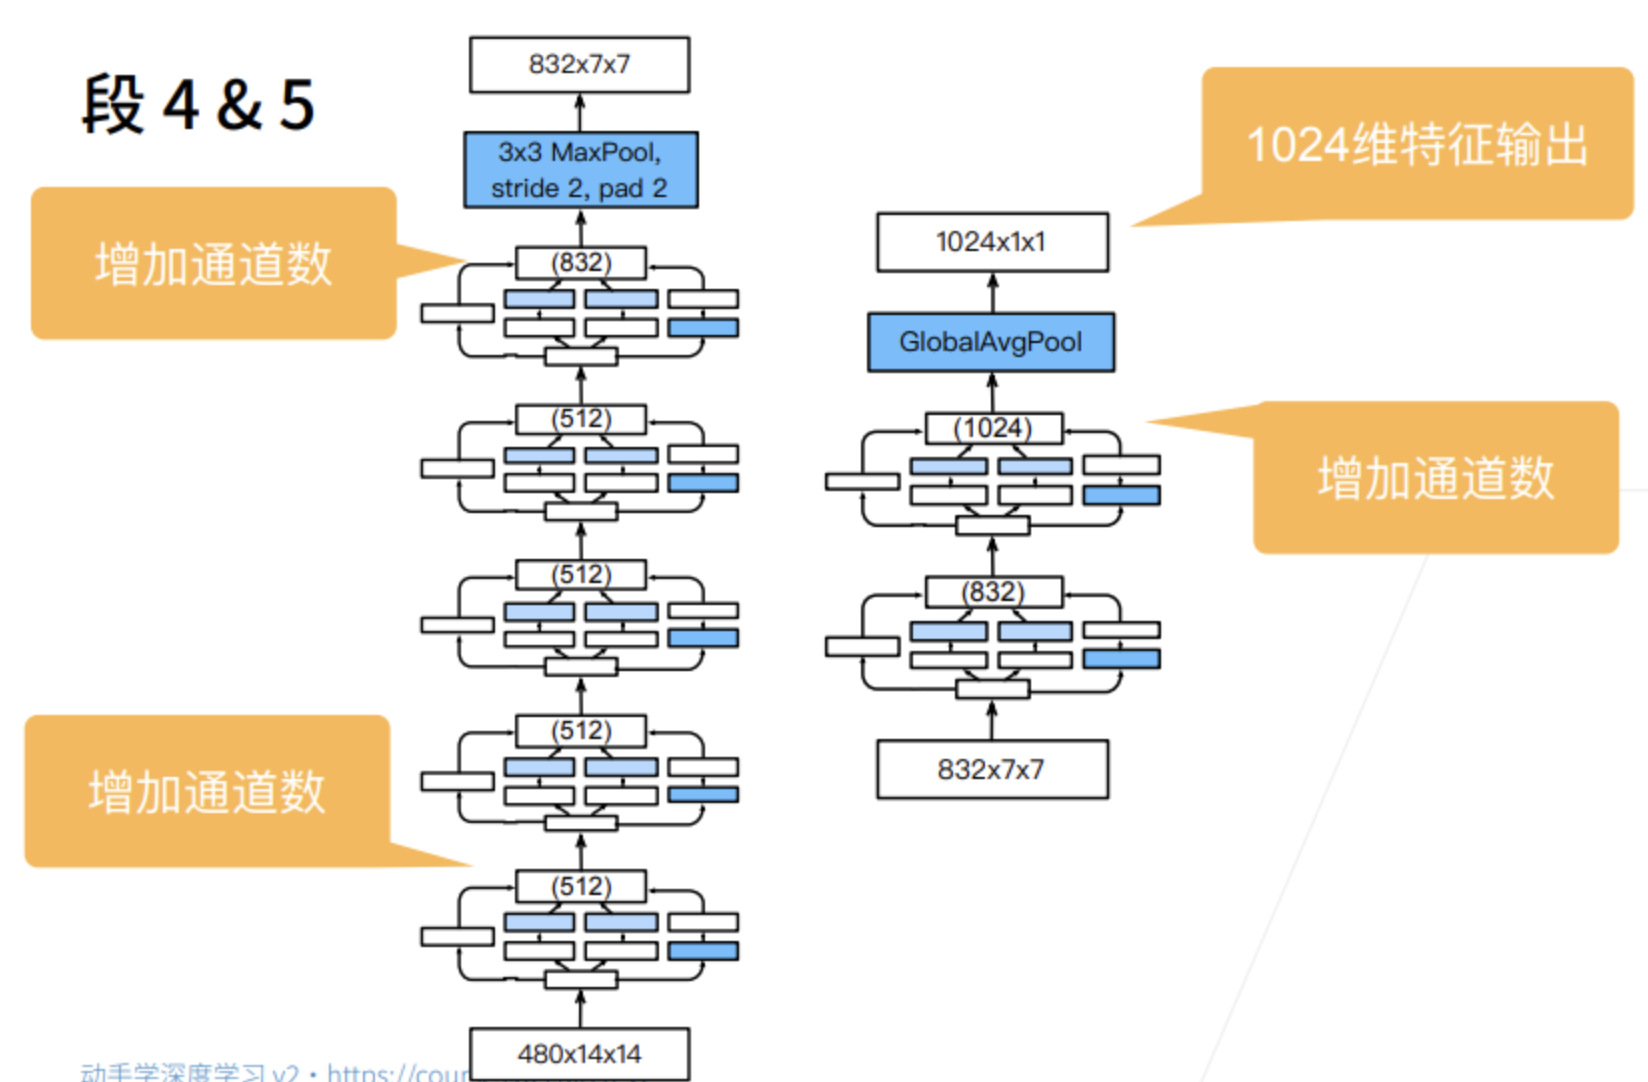 段 4 & 5
832x7x7
3x3 MaxPool,
stride 2, pad 2
增加通道数
(832)
(512)
(512)
(512)
增加通道数
(512)
480x14x14
1024维特征输出
1024x1x1
GlobalAvgPool
(1024)
增加通道数
(832)
832x7x7
动手学深度学习 v2 · https://cour